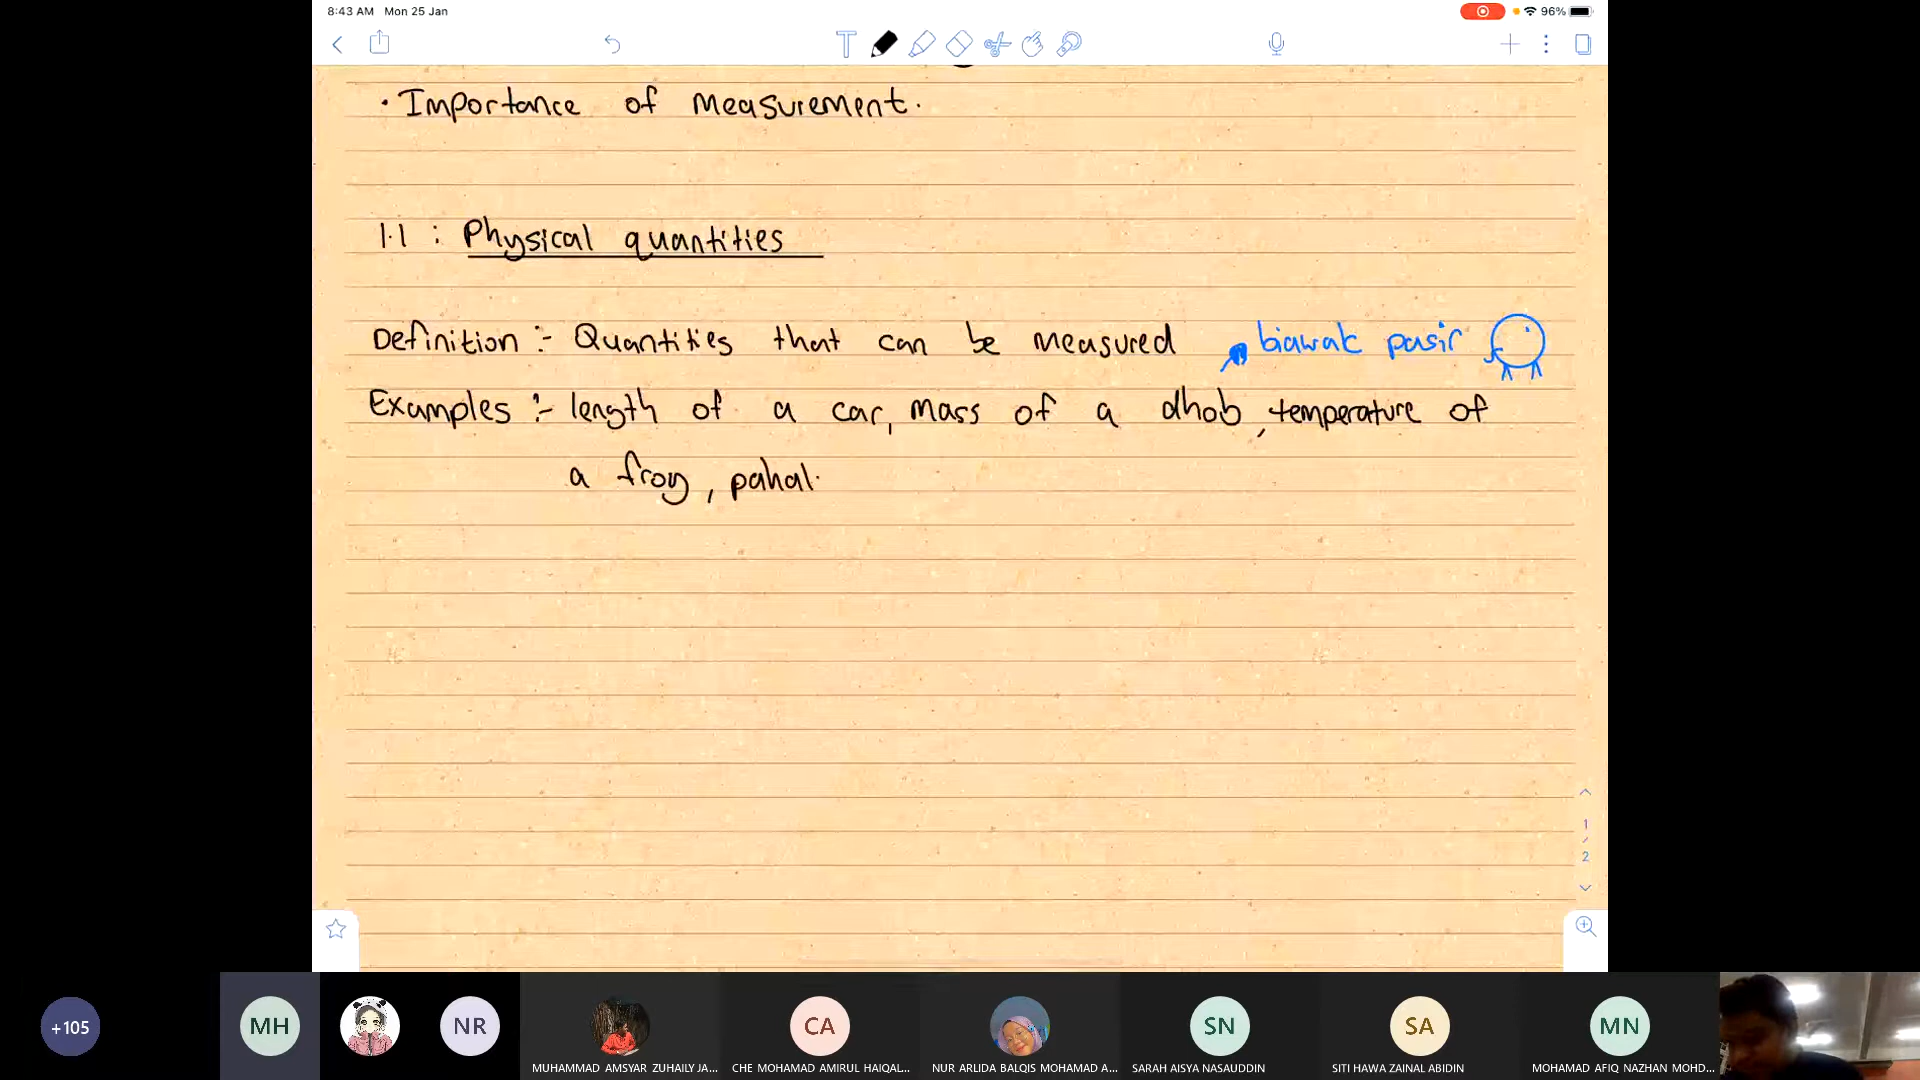 8:43 AM Mon 25 Jan
96%
T
• Importance of measurement.
1.1 : Physical quantities
Definition :- Quantities that can be measured
biawak pasir
Examples :- length of a car, mass of a dhob, temperature of
a frog, pahal.
1
/
2
+105
MH
NR
CA
SN
SA
MN
MUHAMMAD AMSYAR ZUHAILY JA...
CHE MOHAMAD AMIRUL HAIQAL...
NUR ARLIDA BALQIS MOHAMAD A...
SARAH AISYA NASAUDDIN
SITI HAWA ZAINAL ABIDIN
MOHAMAD AFIQ NAZHAN MOHD...